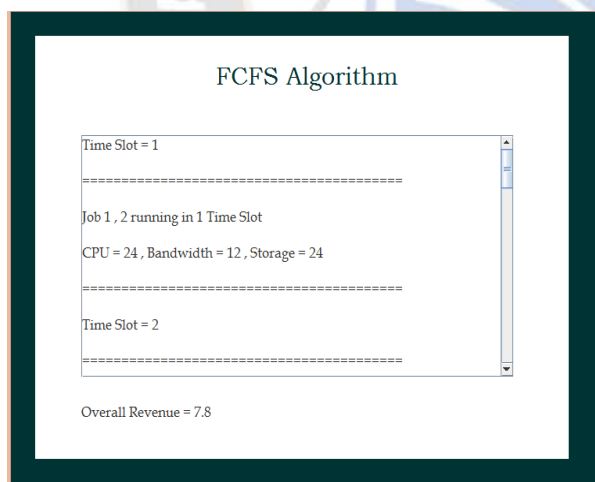 FCFS Algorithm
Time Slot = 1
=========================================
Job 1 , 2 running in 1 Time Slot
CPU = 24 , Bandwidth = 12 , Storage = 24
=========================================
Time Slot = 2
=========================================
Overall Revenue = 7.8